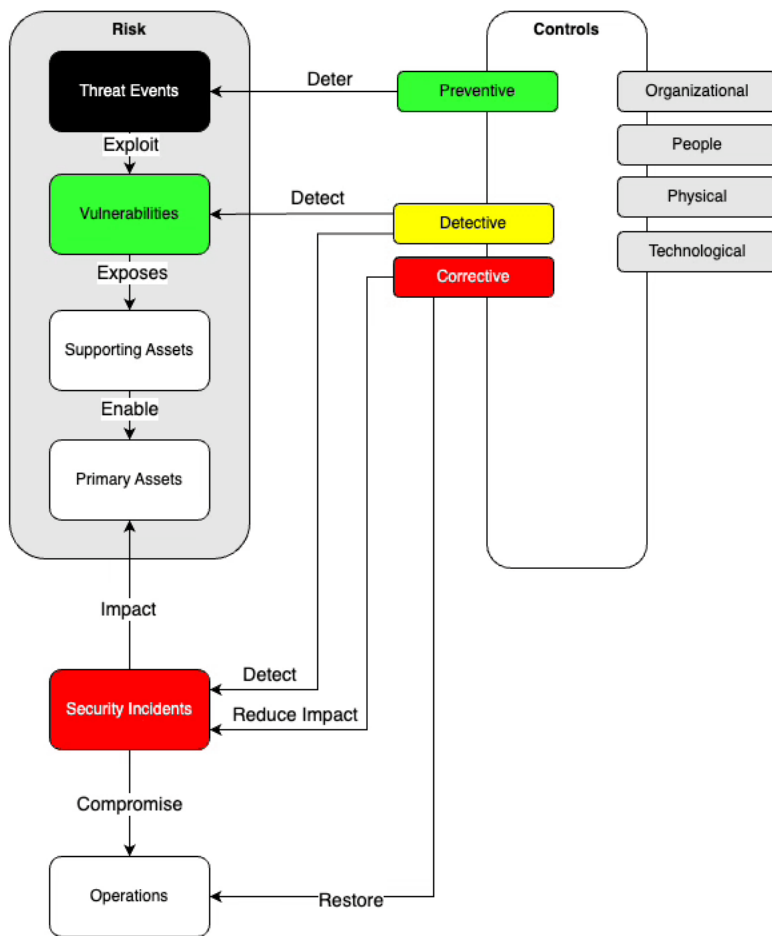 Risk
Controls
Threat Events
Deter
Preventive
Organizational
Exploit
People
Vulnerabilities
Detect
Detective
Physical
Exposes
Corrective
Technological
Supporting Assets
Enable
Primary Assets
Impact
Detect
Security Incidents
Reduce Impact
Compromise
Operations
Restore